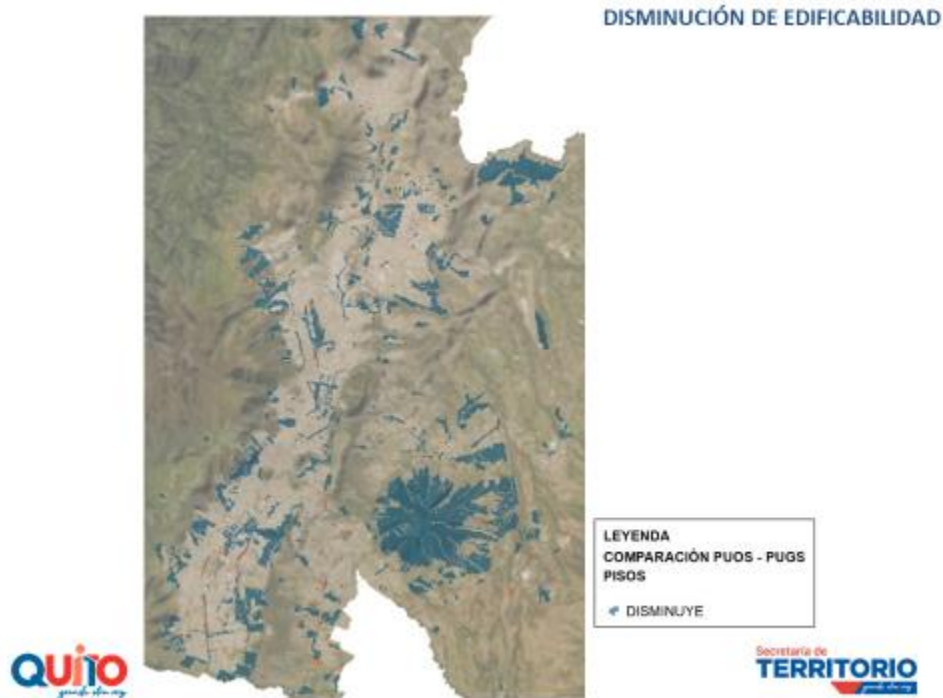 DISMINUCIÓN DE EDIFICABILIDAD
LEYENDA
COMPARACIÓN PUOS - PUGS
PISOS
DISMINUYE
QUITO
Secretaría de
TERRITORIO